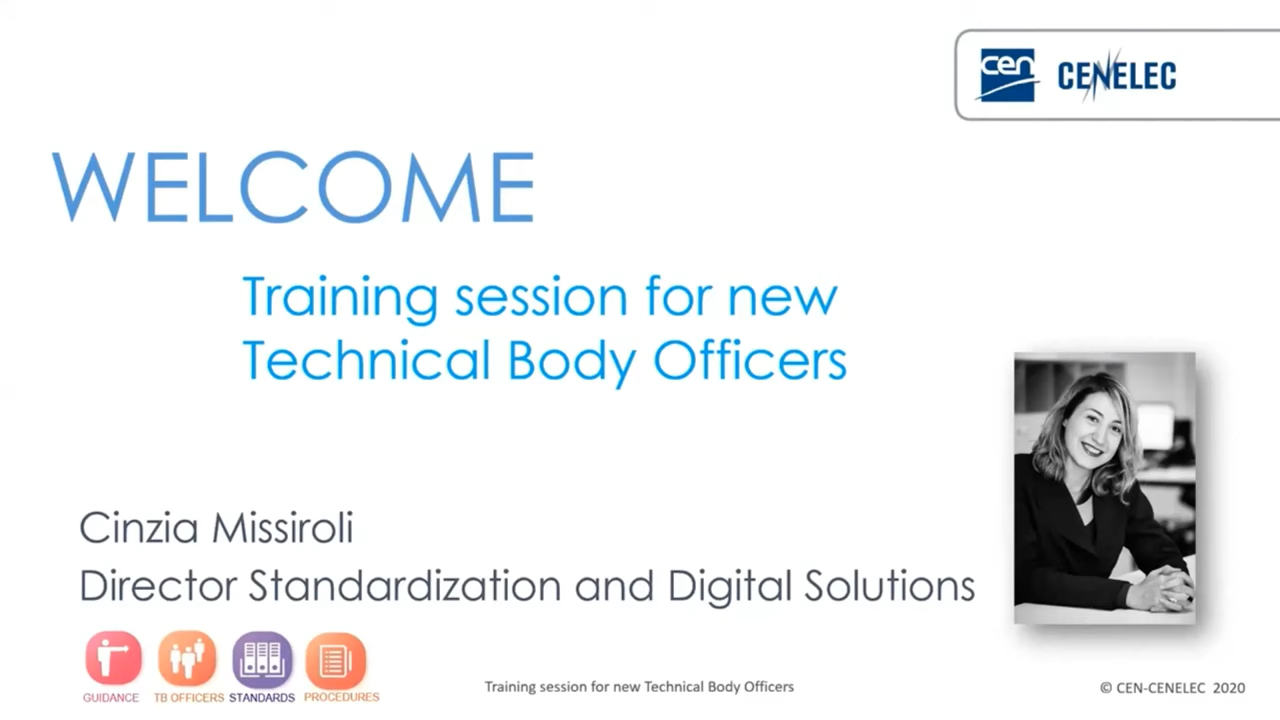 cen CENELEC
WELCOME
Training session for new
Technical Body Officers
Cinzia Missiroli
Director Standardization and Digital Solutions
GUIDANCE TB OFFICERS STANDARDS PROCEDURES
Training session for new Technical Body Officers
© CEN-CENELEC 2020